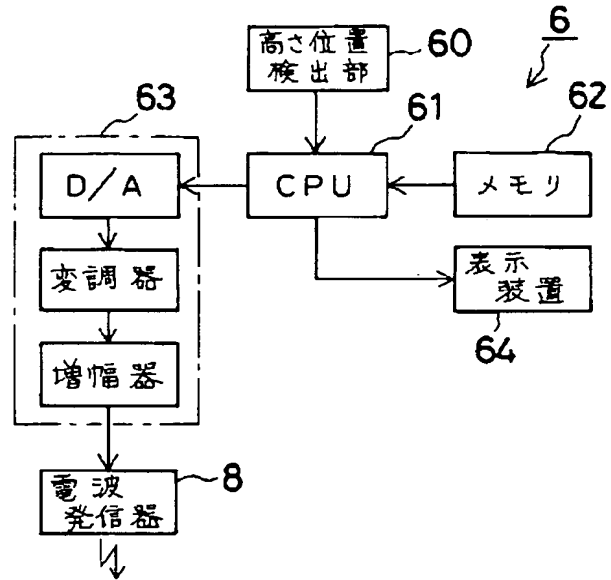 高さ位置
検出部
60
6
63
61
62
D/A
CPU
メモリ
変調器
表示
装置
64
増幅器
電波
発信器
8